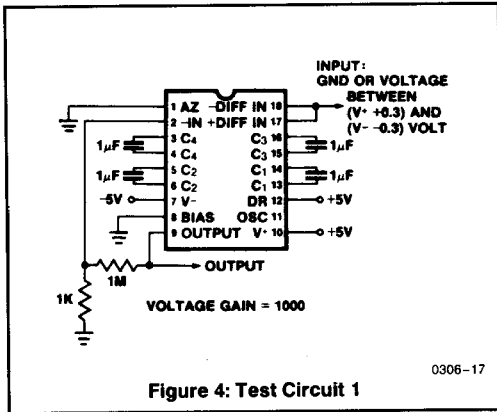 INPUT:
GND OR VOLTAGE
BETWEEN
(V+ +0.3) AND
(V- -0.3) VOLT
1 AZ -DIFF IN 18
2 -IN +DIFF IN 17
1µF 3 C4 C3 16 1µF
4 C4 C3 15
1µF 5 C2 C1 14 1µF
6 C2 C1 13
-5V 7 V- DR 12 +5V
8 BIAS OSC 11
9 OUTPUT V+ 10 +5V
OUTPUT
1M
1K
VOLTAGE GAIN = 1000
0306-17
Figure 4: Test Circuit 1